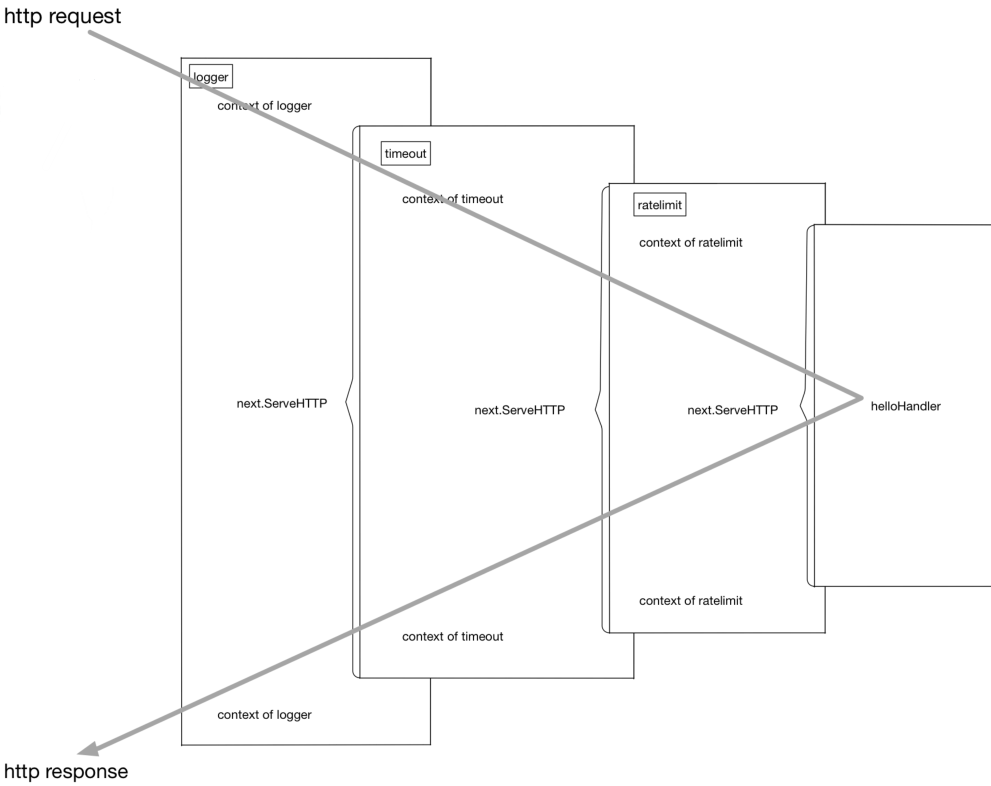 http request
logger
context of logger
timeout
context of timeout
ratelimit
context of ratelimit
next.ServeHTTP
next.ServeHTTP
next.ServeHTTP
helloHandler
context of ratelimit
context of timeout
context of logger
http response